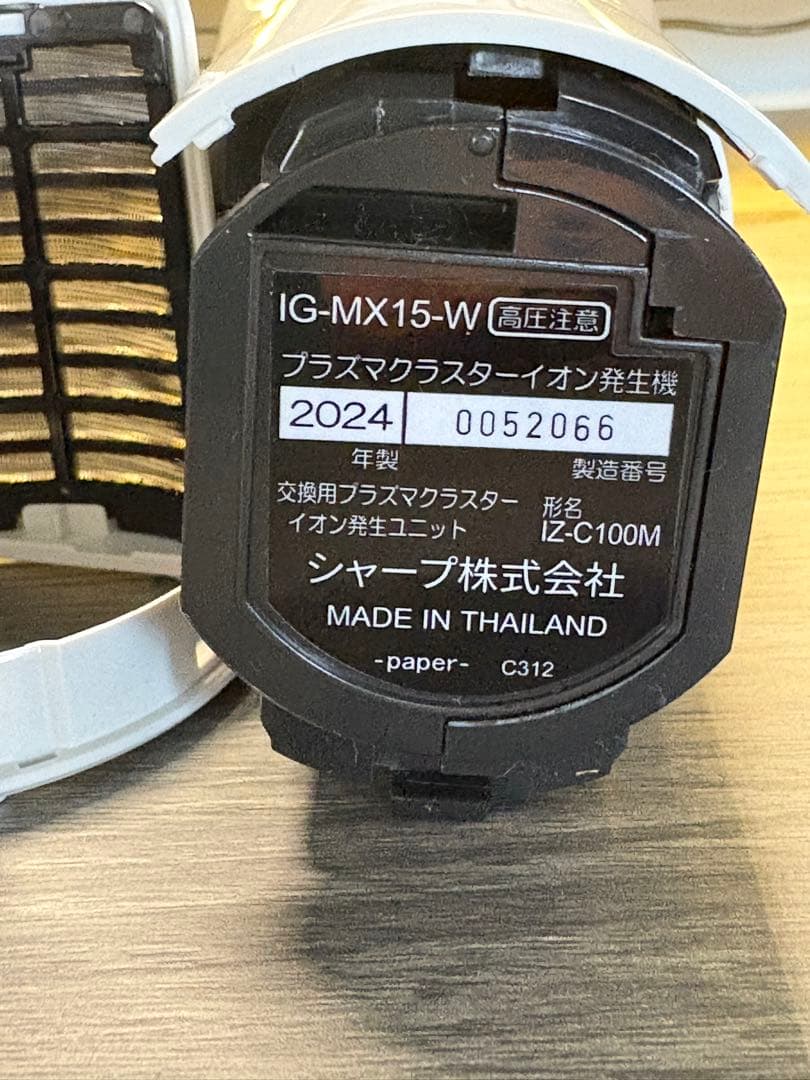 IG-MX15-W 高圧注意
プラズマクラスターイオン発生機
2024 0052066
年製 製造番号
交換用プラズマクラスター 形名
イオン発生ユニット IZ-C100M
シャープ株式会社
MADE IN THAILAND
-paper- C312